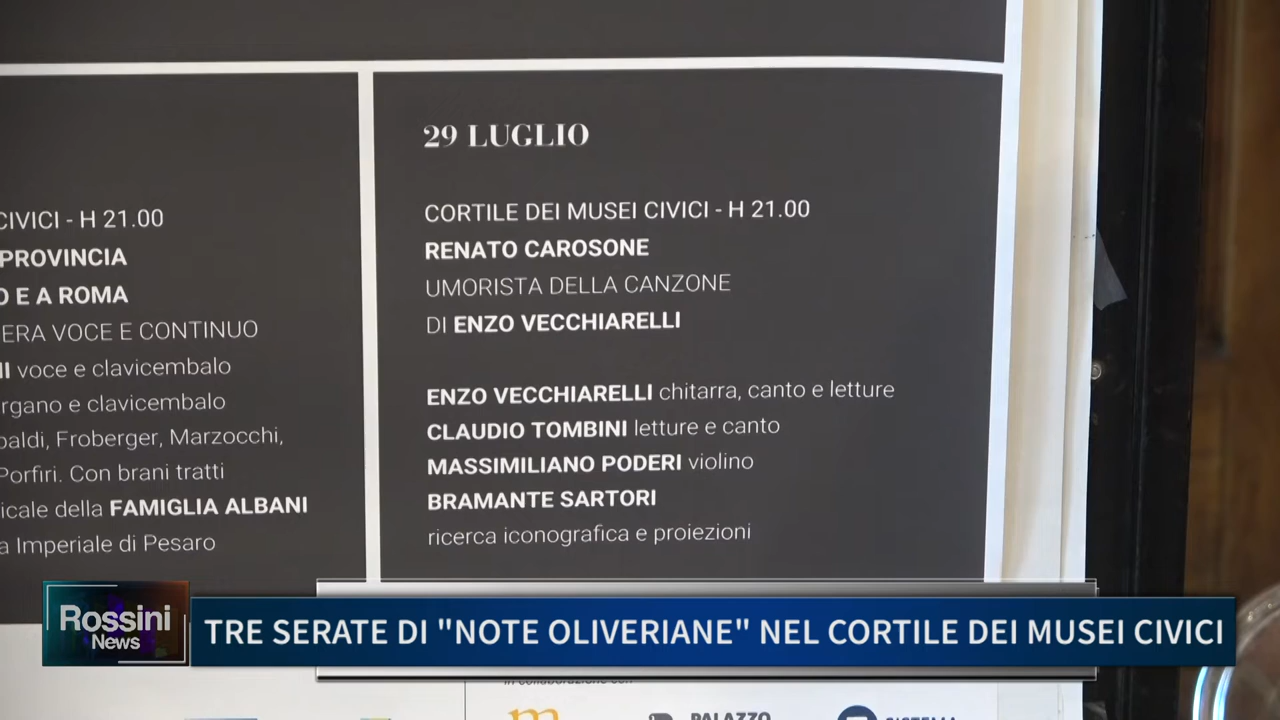 CIVICI - H 21.00
PROVINCIA
E A ROMA
ERA VOCE E CONTINUO
voce e clavicembalo
e clavicembalo
Froberger, Marzocchi,
Porfiri. Con brani tratti
della FAMIGLIA ALBANI
Imperiale di Pesaro
29 LUGLIO
CORTILE DEI MUSEI CIVICI - H 21.00
RENATO CAROSONE
UMORISTA DELLA CANZONE
DI ENZO VECCHIARELLI
ENZO VECCHIARELLI chitarra, canto e letture
CLAUDIO TOMBINI letture e canto
MASSIMILIANO PODERI violino
BRAMANTE SARTORI
ricerca iconografica e proiezioni
Rossini
News
TRE SERATE DI "NOTE OLIVERIANE" NEL CORTILE DEI MUSEI CIVICI
PALAZZO
SISTEMA